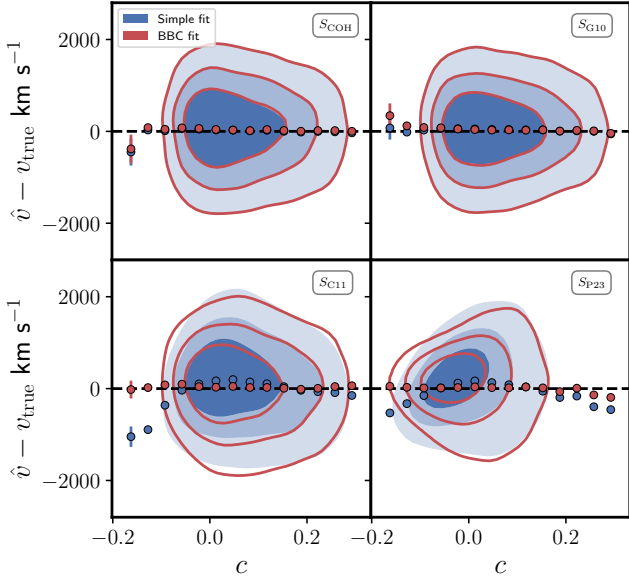 Simple fit
BBC fit
S_COH
S_G10
2000
0
−2000
v̂ − v_true km s⁻¹
S_C11
S_P23
2000
0
−2000
v̂ − v_true km s⁻¹
−0.2
0.0
0.2
−0.2
0.0
0.2
c
c